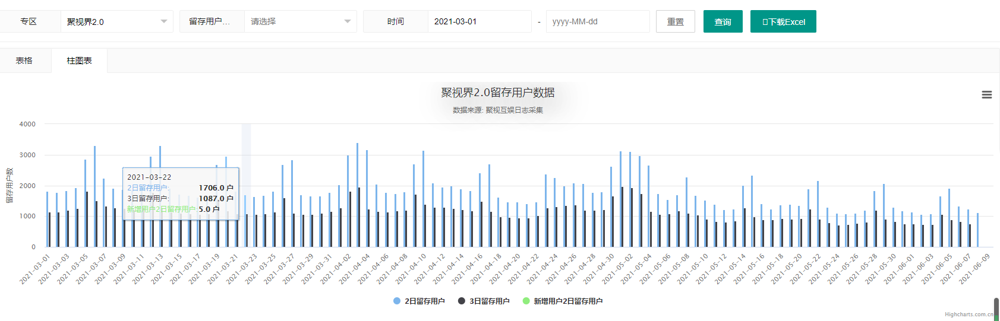 专区 聚视界2.0 留存用户... 请选择 时间 2021-03-01 - yyyy-MM-dd 重置 查询 下载Excel
表格 柱图表
聚视界2.0留存用户数据
数据来源: 聚视互娱日志采集
留存用户数
4000
3000
2000
1000
0
2021-03-22
2日留存用户: 1706.0 户
3日留存用户: 1087.0 户
新增用户2日留存用户: 5.0 户
2021-03-01 2021-03-03 2021-03-05 2021-03-07 2021-03-09 2021-03-11 2021-03-13 2021-03-15 2021-03-17 2021-03-19 2021-03-21 2021-03-23 2021-03-25 2021-03-27 2021-03-29 2021-03-31 2021-04-02 2021-04-04 2021-04-06 2021-04-08 2021-04-10 2021-04-12 2021-04-14 2021-04-16 2021-04-18 2021-04-20 2021-04-22 2021-04-24 2021-04-26 2021-04-28 2021-04-30 2021-05-02 2021-05-04 2021-05-06 2021-05-08 2021-05-10 2021-05-12 2021-05-14 2021-05-16 2021-05-18 2021-05-20 2021-05-22 2021-05-24 2021-05-26 2021-05-28 2021-05-30 2021-06-01 2021-06-03 2021-06-05 2021-06-07 2021-06-09
2日留存用户 3日留存用户 新增用户2日留存用户
Highcharts.com.cn